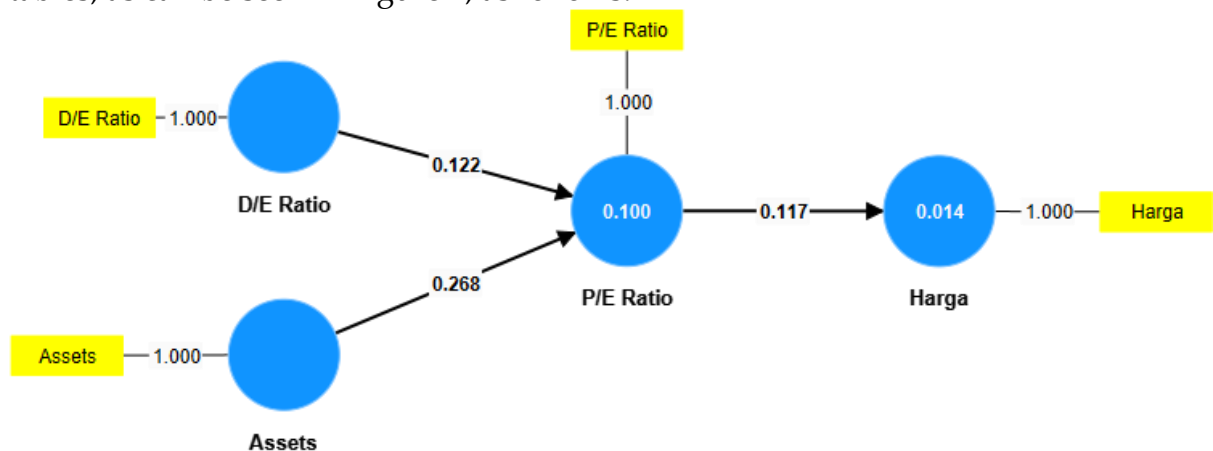 P/E Ratio
1.000
D/E Ratio
1.000
0.122
D/E Ratio
0.100
0.117
0.014
1.000
Harga
0.268
P/E Ratio
Harga
Assets
1.000
Assets